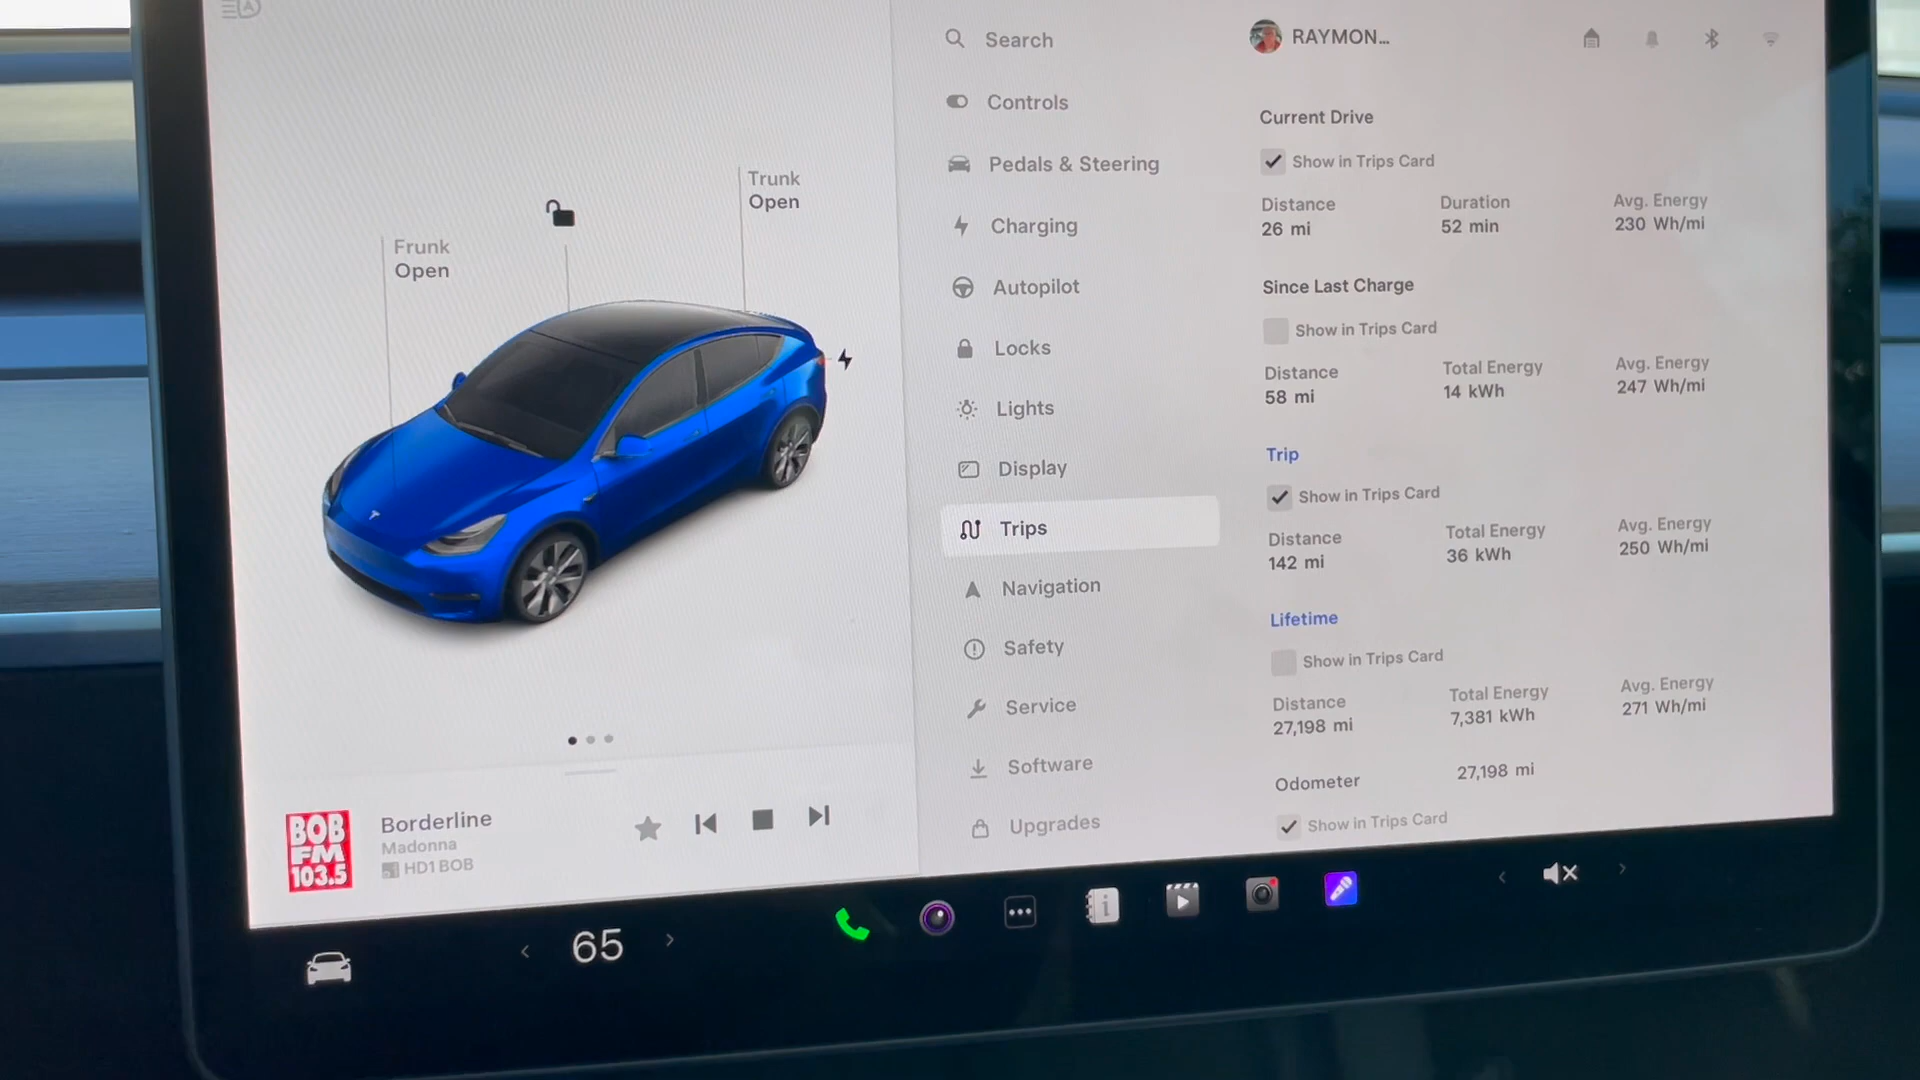 Trunk
Open
Frunk
Open
BOB
FM
103.5
Borderline
Madonna
HD1 BOB
65
Search
Controls
Pedals & Steering
Charging
Autopilot
Locks
Lights
Display
Trips
Navigation
Safety
Service
Software
Upgrades
RAYMON...
Current Drive
Show in Trips Card
Distance Duration Avg. Energy
26 mi 52 min 230 Wh/mi
Since Last Charge
Show in Trips Card
Distance Total Energy Avg. Energy
58 mi 14 kWh 247 Wh/mi
Trip
Show in Trips Card
Distance Total Energy Avg. Energy
142 mi 36 kWh 250 Wh/mi
Lifetime
Show in Trips Card
Distance Total Energy Avg. Energy
27,198 mi 7,381 kWh 271 Wh/mi
Odometer 27,198 mi
Show in Trips Card